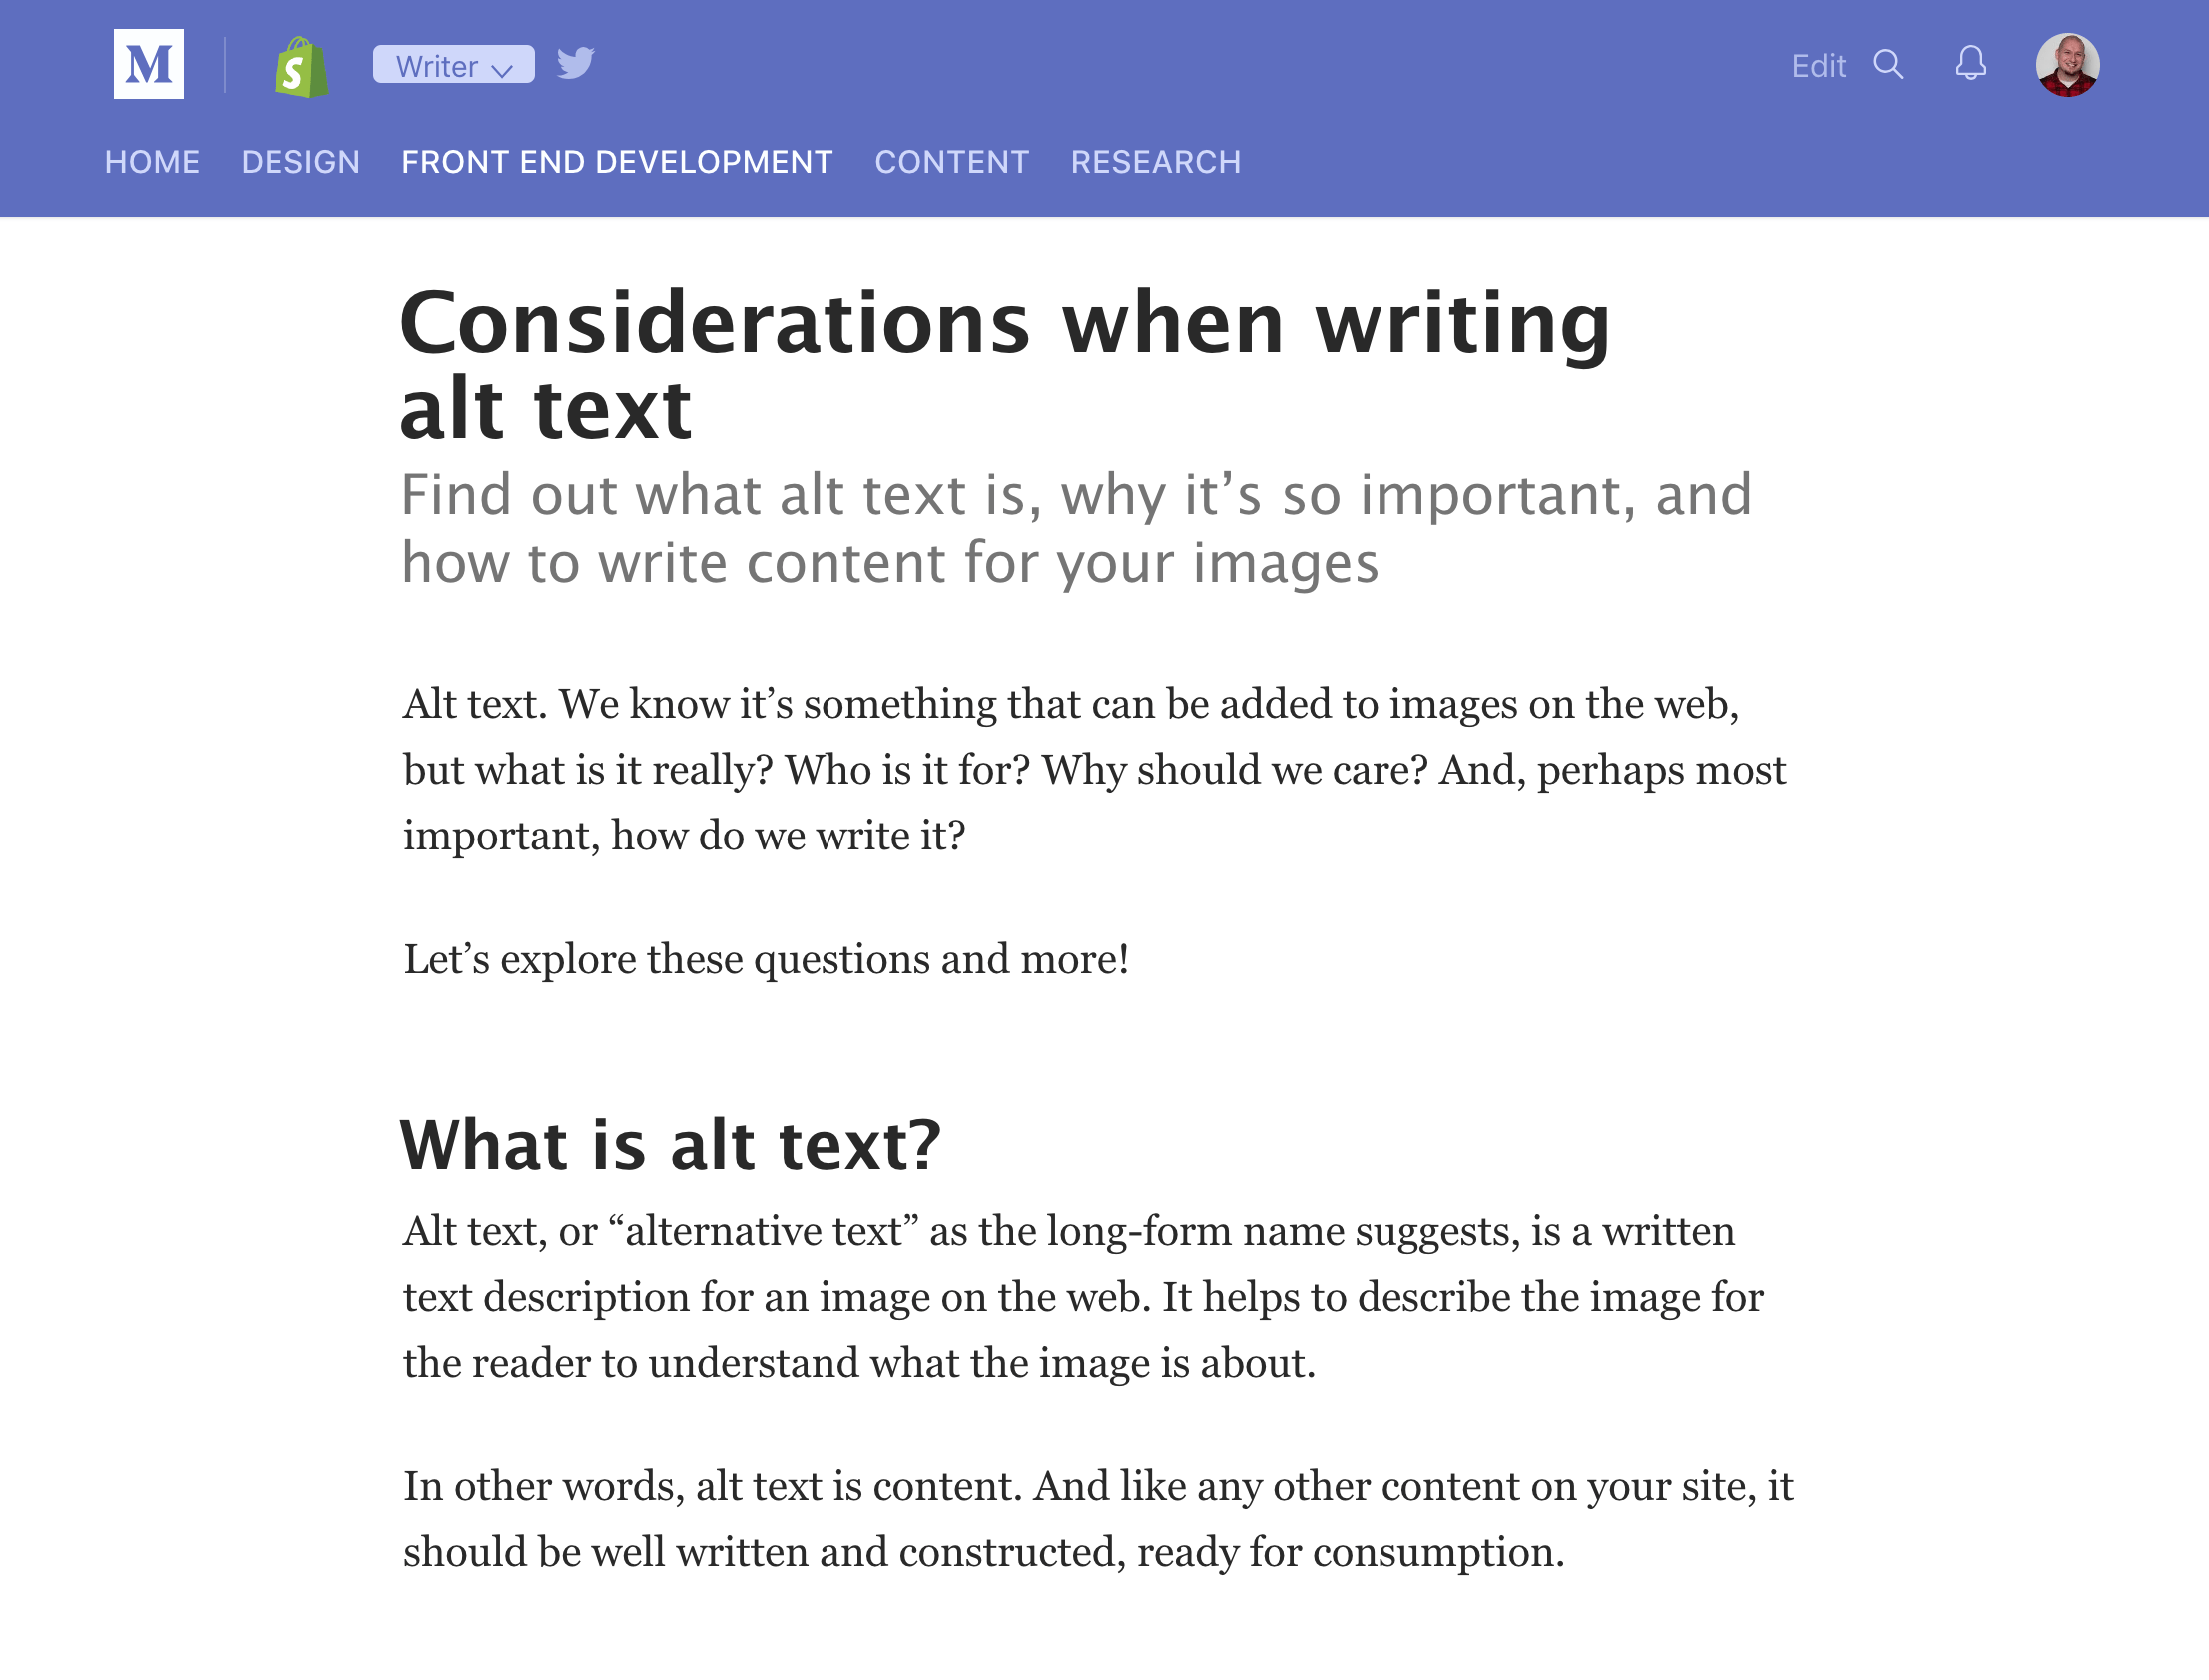 M
S
Writer
Edit
HOME DESIGN FRONT END DEVELOPMENT CONTENT RESEARCH
Considerations when writing
alt text
Find out what alt text is, why it’s so important, and
how to write content for your images
Alt text. We know it’s something that can be added to images on the web,
but what is it really? Who is it for? Why should we care? And, perhaps most
important, how do we write it?
Let’s explore these questions and more!
What is alt text?
Alt text, or “alternative text” as the long-form name suggests, is a written
text description for an image on the web. It helps to describe the image for
the reader to understand what the image is about.
In other words, alt text is content. And like any other content on your site, it
should be well written and constructed, ready for consumption.